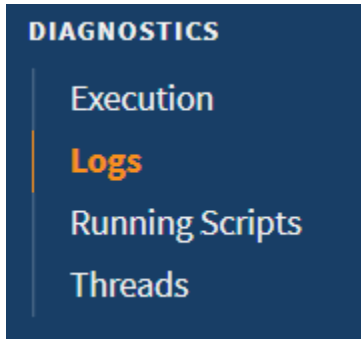 DIAGNOSTICS
Execution
Logs
Running Scripts
Threads